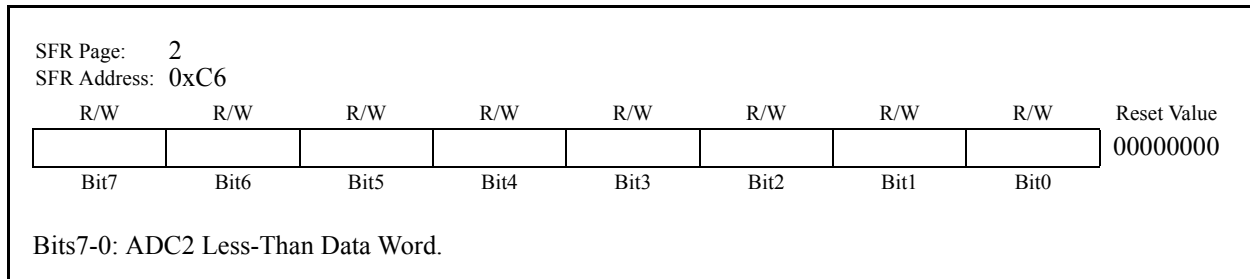 SFR Page: 2
SFR Address: 0xC6
R/W R/W R/W R/W R/W R/W R/W R/W Reset Value
00000000
Bit7 Bit6 Bit5 Bit4 Bit3 Bit2 Bit1 Bit0
Bits7-0: ADC2 Less-Than Data Word.